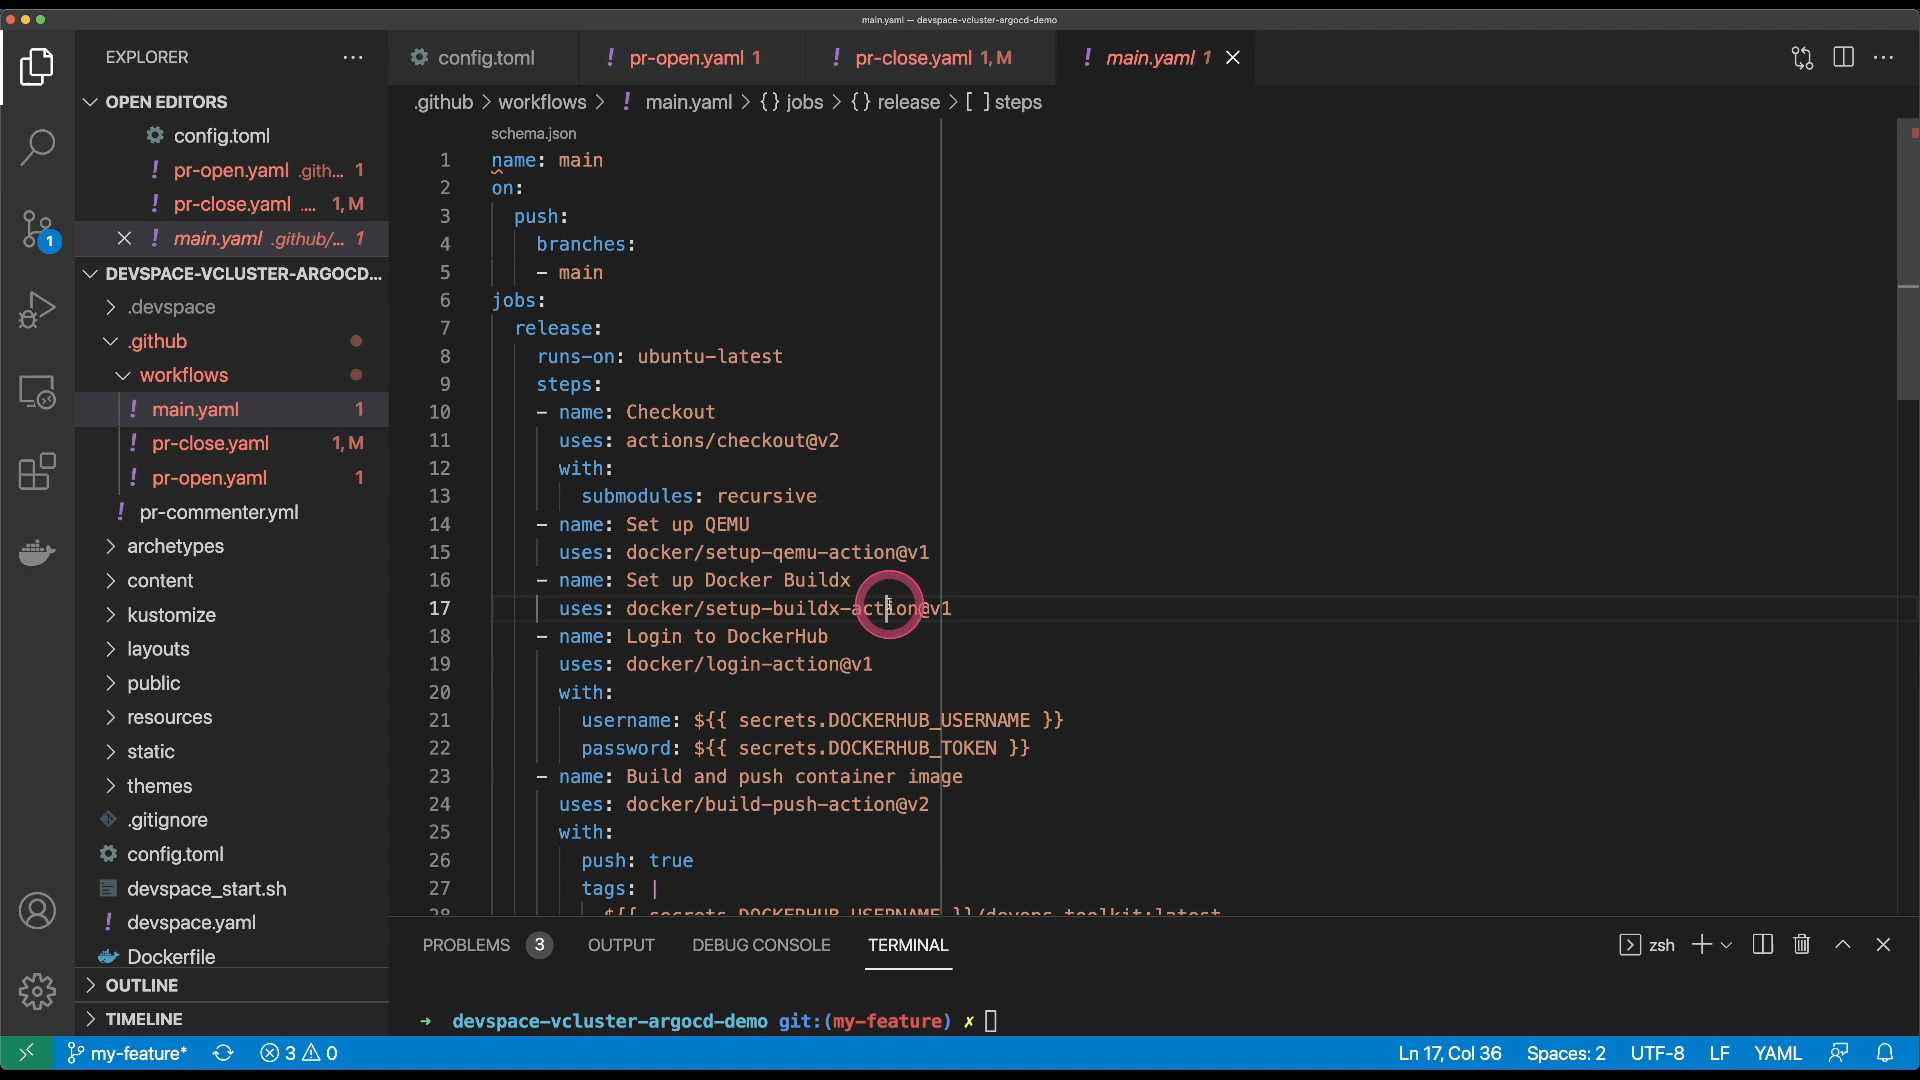 main.yaml — devspace-vcluster-argocd-demo
EXPLORER
config.toml
! pr-open.yaml 1
! pr-close.yaml 1, M
! main.yaml 1
OPEN EDITORS
config.toml
! pr-open.yaml .gith... 1
! pr-close.yaml .... 1, M
! main.yaml .github/... 1
DEVSPACE-VCLUSTER-ARGOCD...
.devspace
.github
workflows
! main.yaml 1
! pr-close.yaml 1, M
! pr-open.yaml 1
! pr-commenter.yml
archetypes
content
kustomize
layouts
public
resources
static
themes
.gitignore
config.toml
devspace_start.sh
! devspace.yaml
Dockerfile
OUTLINE
TIMELINE
.github > workflows > ! main.yaml > {} jobs > {} release > [ ] steps
schema.json
1 name: main
2 on:
3 push:
4 branches:
5 - main
6 jobs:
7 release:
8 runs-on: ubuntu-latest
9 steps:
10 - name: Checkout
11 uses: actions/checkout@v2
12 with:
13 submodules: recursive
14 - name: Set up QEMU
15 uses: docker/setup-qemu-action@v1
16 - name: Set up Docker Buildx
17 uses: docker/setup-buildx-action@v1
18 - name: Login to DockerHub
19 uses: docker/login-action@v1
20 with:
21 username: ${{ secrets.DOCKERHUB_USERNAME }}
22 password: ${{ secrets.DOCKERHUB_TOKEN }}
23 - name: Build and push container image
24 uses: docker/build-push-action@v2
25 with:
26 push: true
27 tags: |
28 ${{ secrets.DOCKERHUB_USERNAME }}/devops-toolkit:latest
PROBLEMS 3 OUTPUT DEBUG CONSOLE TERMINAL
zsh
➜ devspace-vcluster-argocd-demo git:(my-feature) ✗
1
my-feature* 3 0
Ln 17, Col 36 Spaces: 2 UTF-8 LF YAML